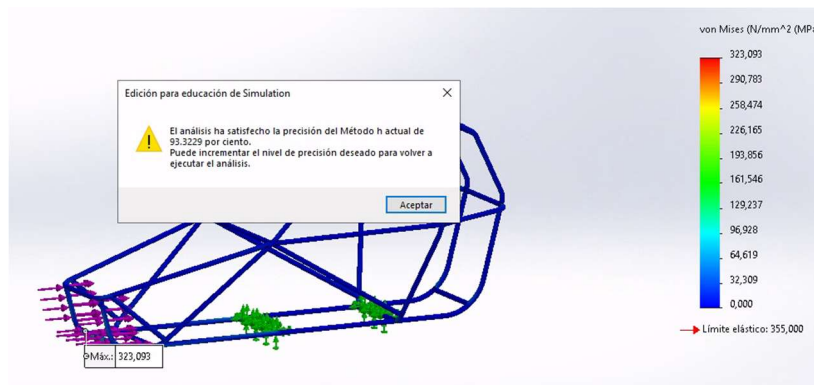 von Mises (N/mm^2 (MPa
323,093
290,783
258,474
226,165
193,856
161,546
129,237
96,928
64,619
32,309
0,000
Límite elástico: 355,000
Edición para educación de Simulation
El análisis ha satisfecho la precisión del Método h actual de
93.3229 por ciento.
Puede incrementar el nivel de precisión deseado para volver a
ejecutar el análisis.
Aceptar
Máx.: 323,093